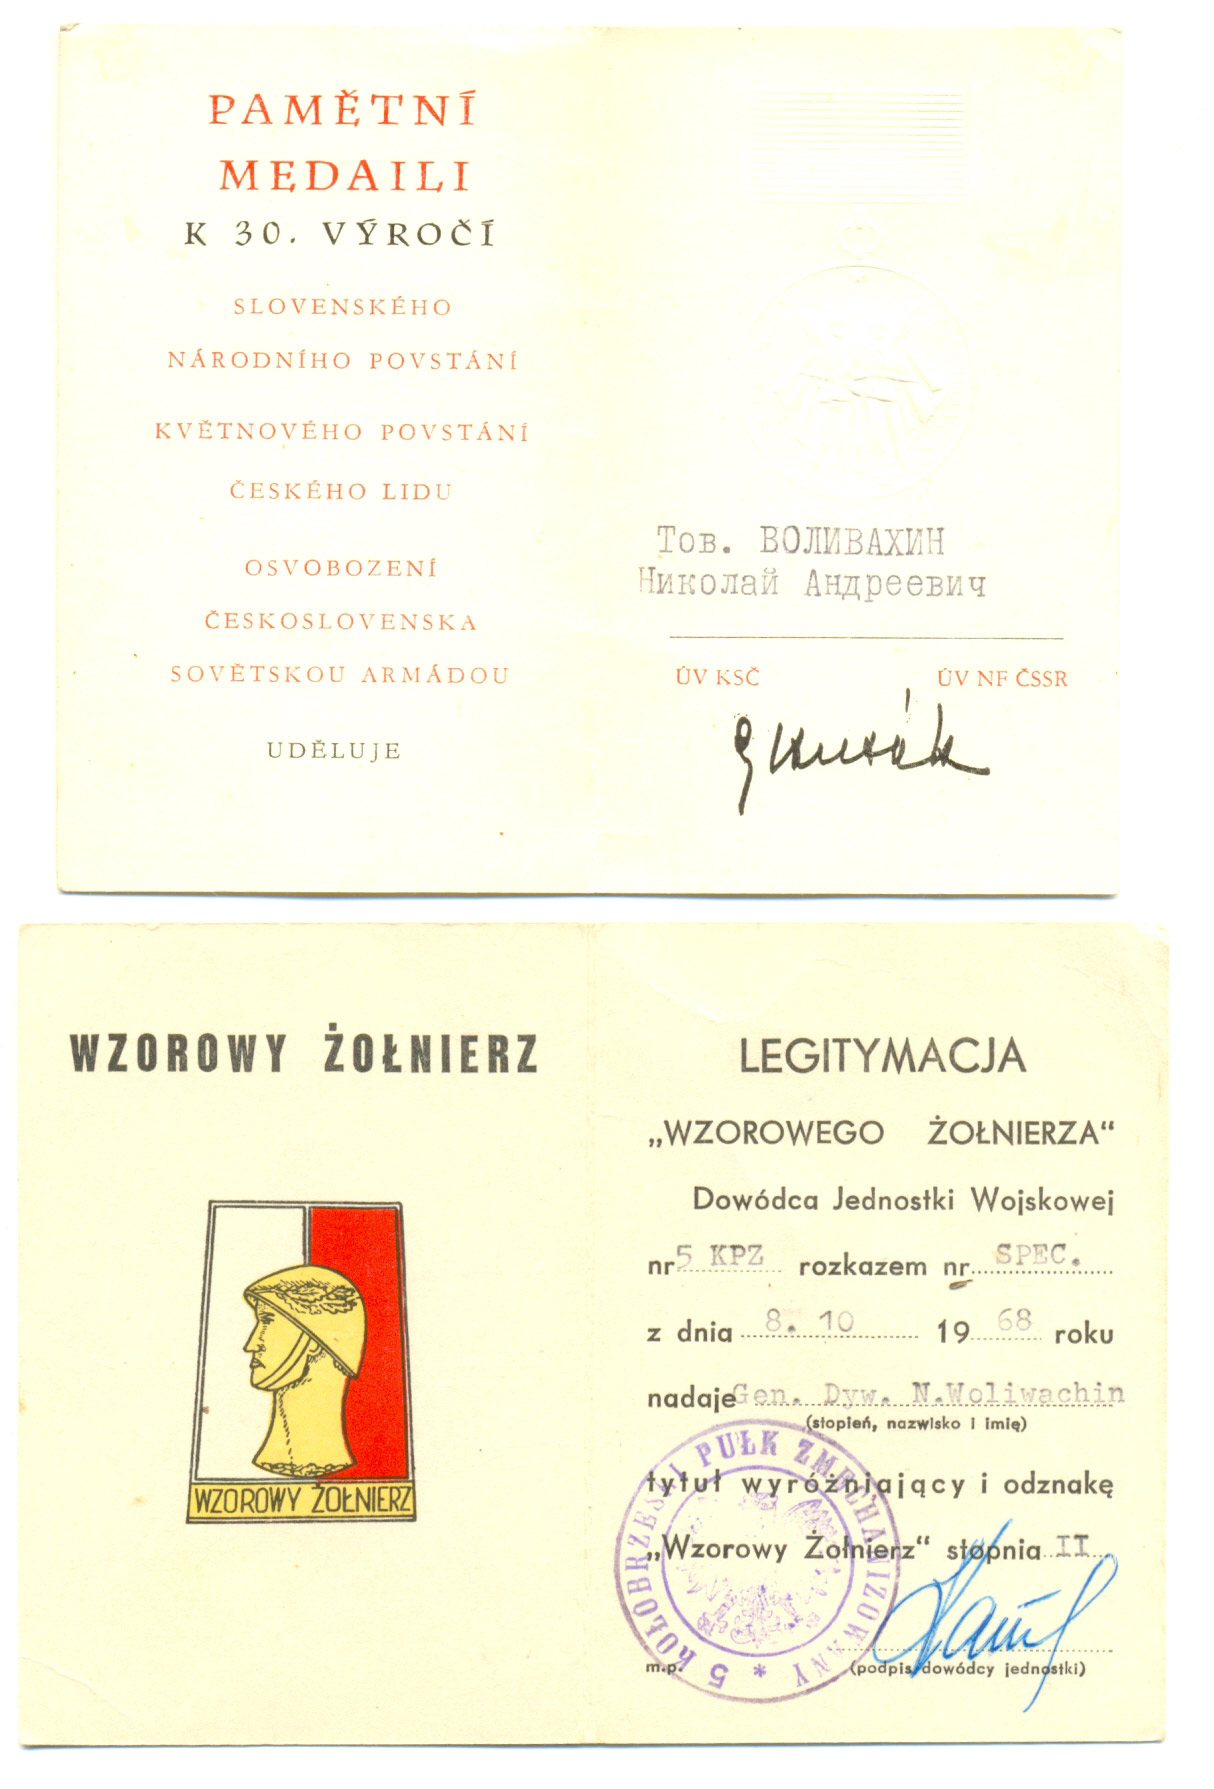 PAMĚTNÍ
MEDAILI
K 30. VÝROČÍ
SLOVENSKÉHO
NÁRODNÍHO POVSTÁNÍ
KVĚTNOVÉHO POVSTÁNÍ
ČESKÉHO LIDU
OSVOBOZENÍ
ČESKOSLOVENSKA
SOVĚTSKOU ARMÁDOU
UDĚLUJE
Тов. ВОЛИВАХИН
Николай Андреевич
ÚV KSČ ÚV NF ČSSR
GHusák
WZOROWY ŻOŁNIERZ
WZOROWY ŻOŁNIERZ
LEGITYMACJA
„WZOROWEGO ŻOŁNIERZA“
Dowódca Jednostki Wojskowej
nr 5 KPZ rozkazem nr SPEC.
z dnia 8. 10 19 68 roku
nadaje Gen. Dyw. N.Woliwachin
(stopień, nazwisko i imię)
tytuł wyróżniający i odznakę
„Wzorowy Żołnierz“ stopnia II
m.p. (podpis dowódcy jednostki)
5 KOŁOBRZESKI PUŁK ZMECHANIZOWANY *